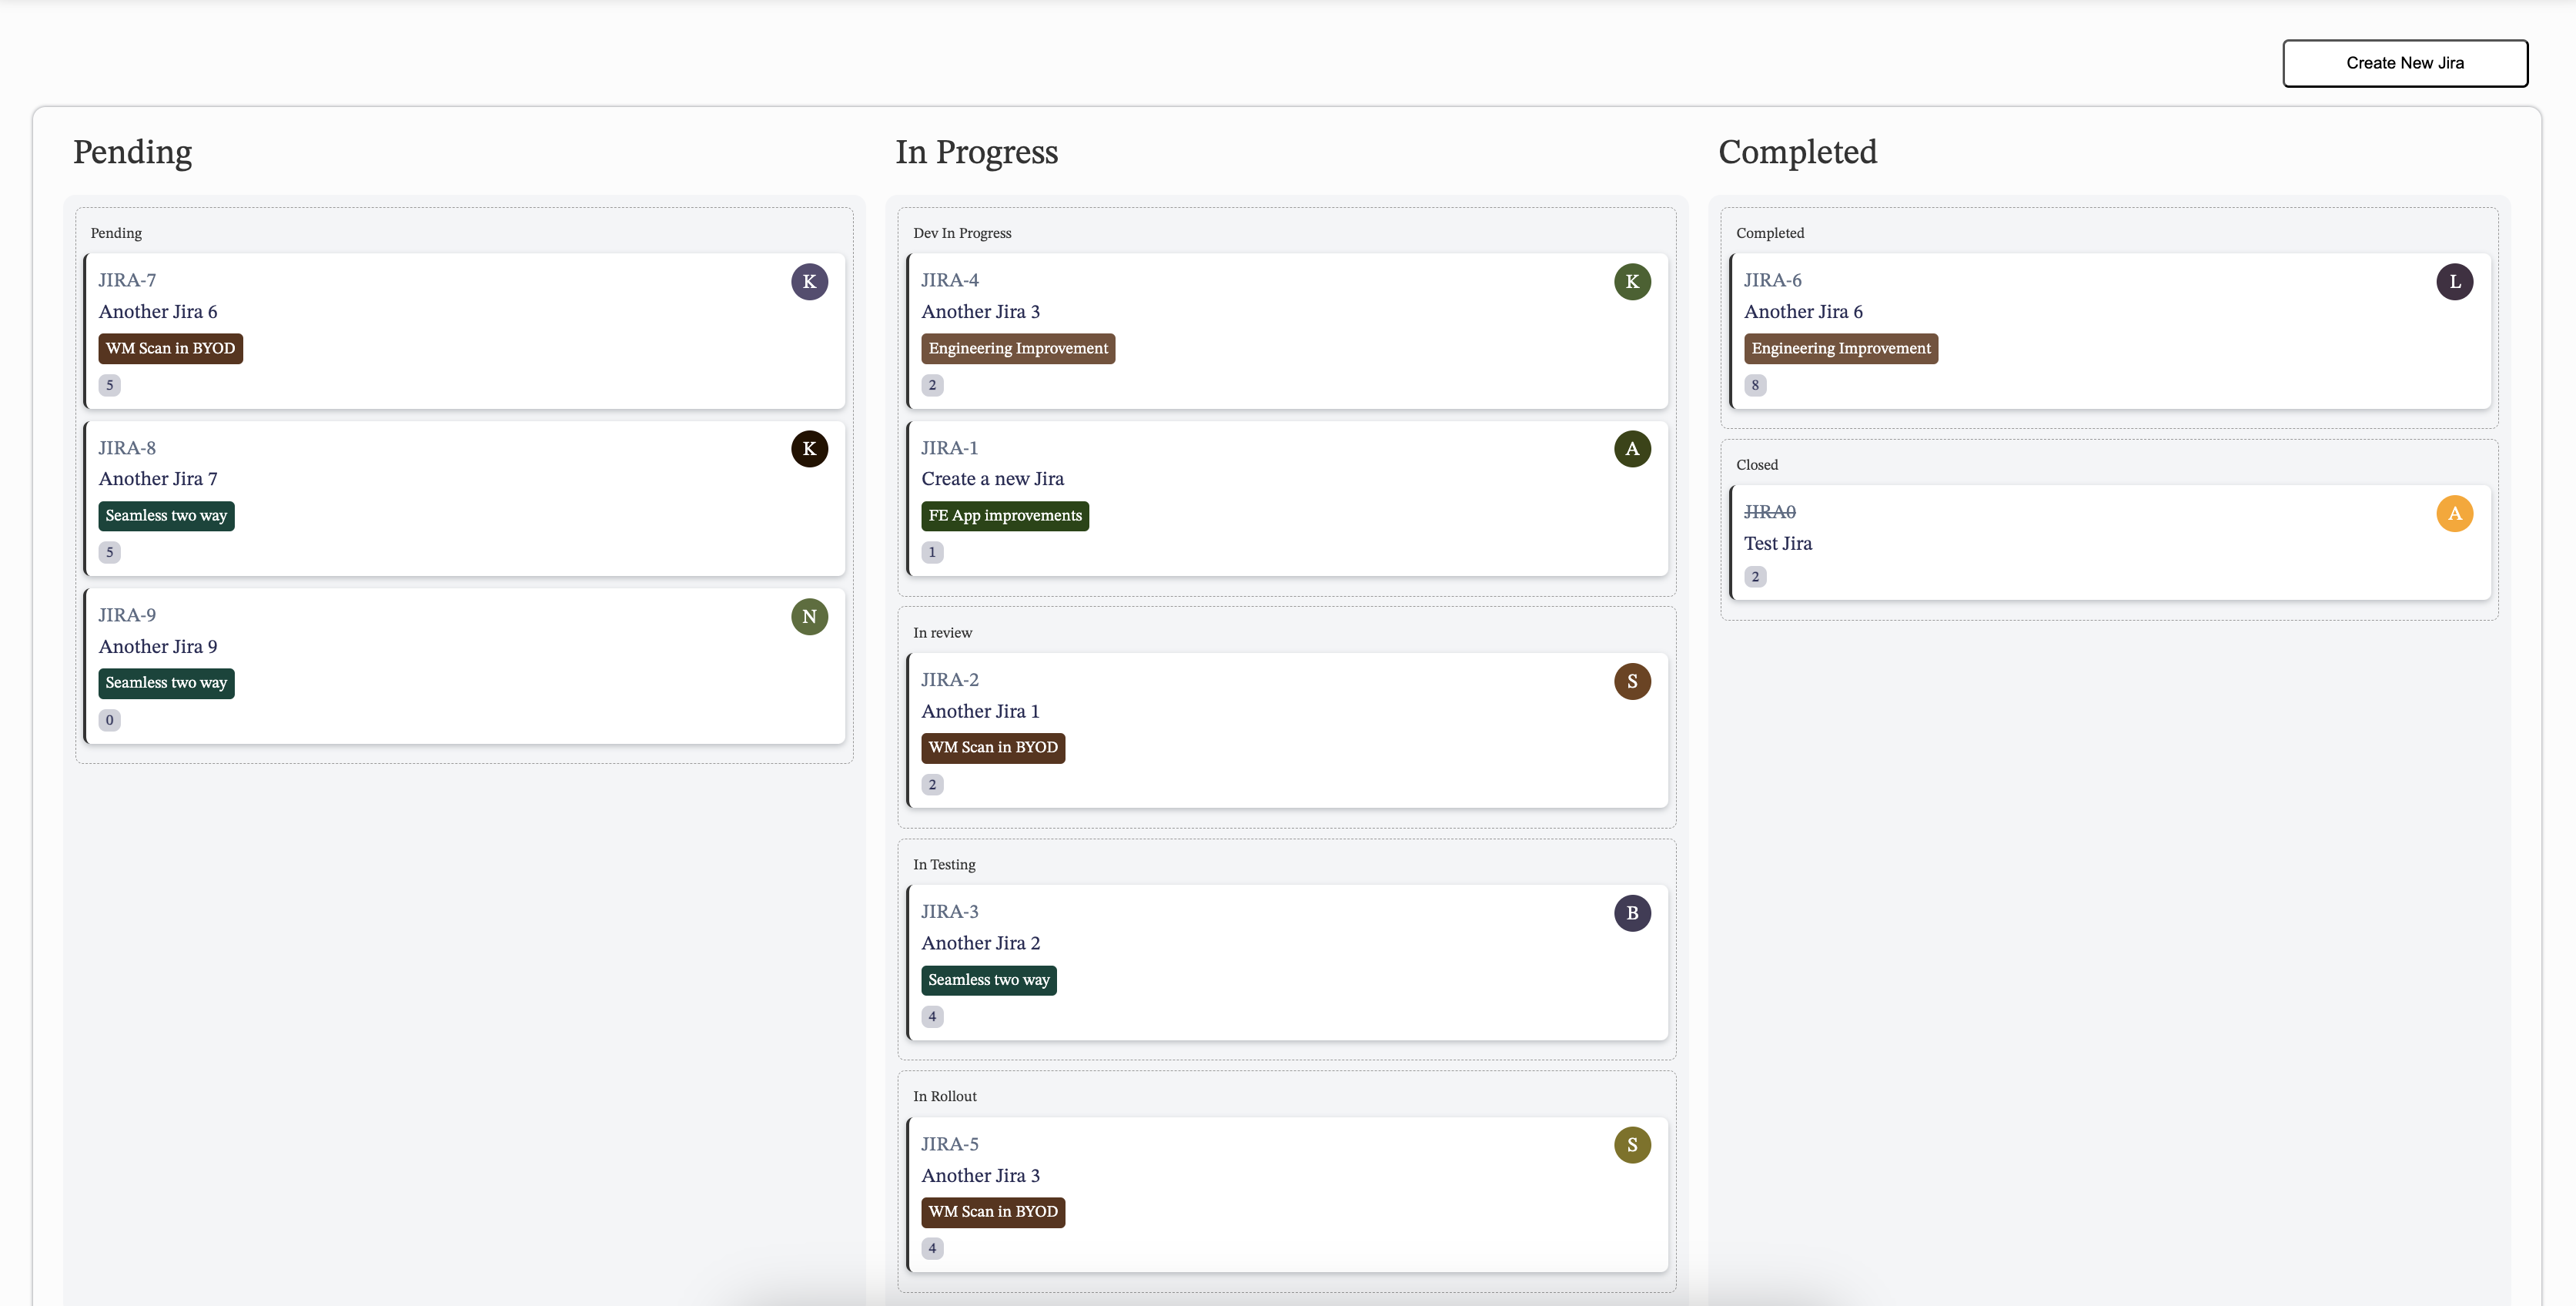 Create New Jira
Pending
Pending
JIRA-7
K
Another Jira 6
WM Scan in BYOD
5
JIRA-8
K
Another Jira 7
Seamless two way
5
JIRA-9
N
Another Jira 9
Seamless two way
0
In Progress
Dev In Progress
JIRA-4
K
Another Jira 3
Engineering Improvement
2
JIRA-1
A
Create a new Jira
FE App improvements
1
In review
JIRA-2
S
Another Jira 1
WM Scan in BYOD
2
In Testing
JIRA-3
B
Another Jira 2
Seamless two way
4
In Rollout
JIRA-5
S
Another Jira 3
WM Scan in BYOD
4
Completed
Completed
JIRA-6
L
Another Jira 6
Engineering Improvement
8
Closed
JIRA0
A
Test Jira
2